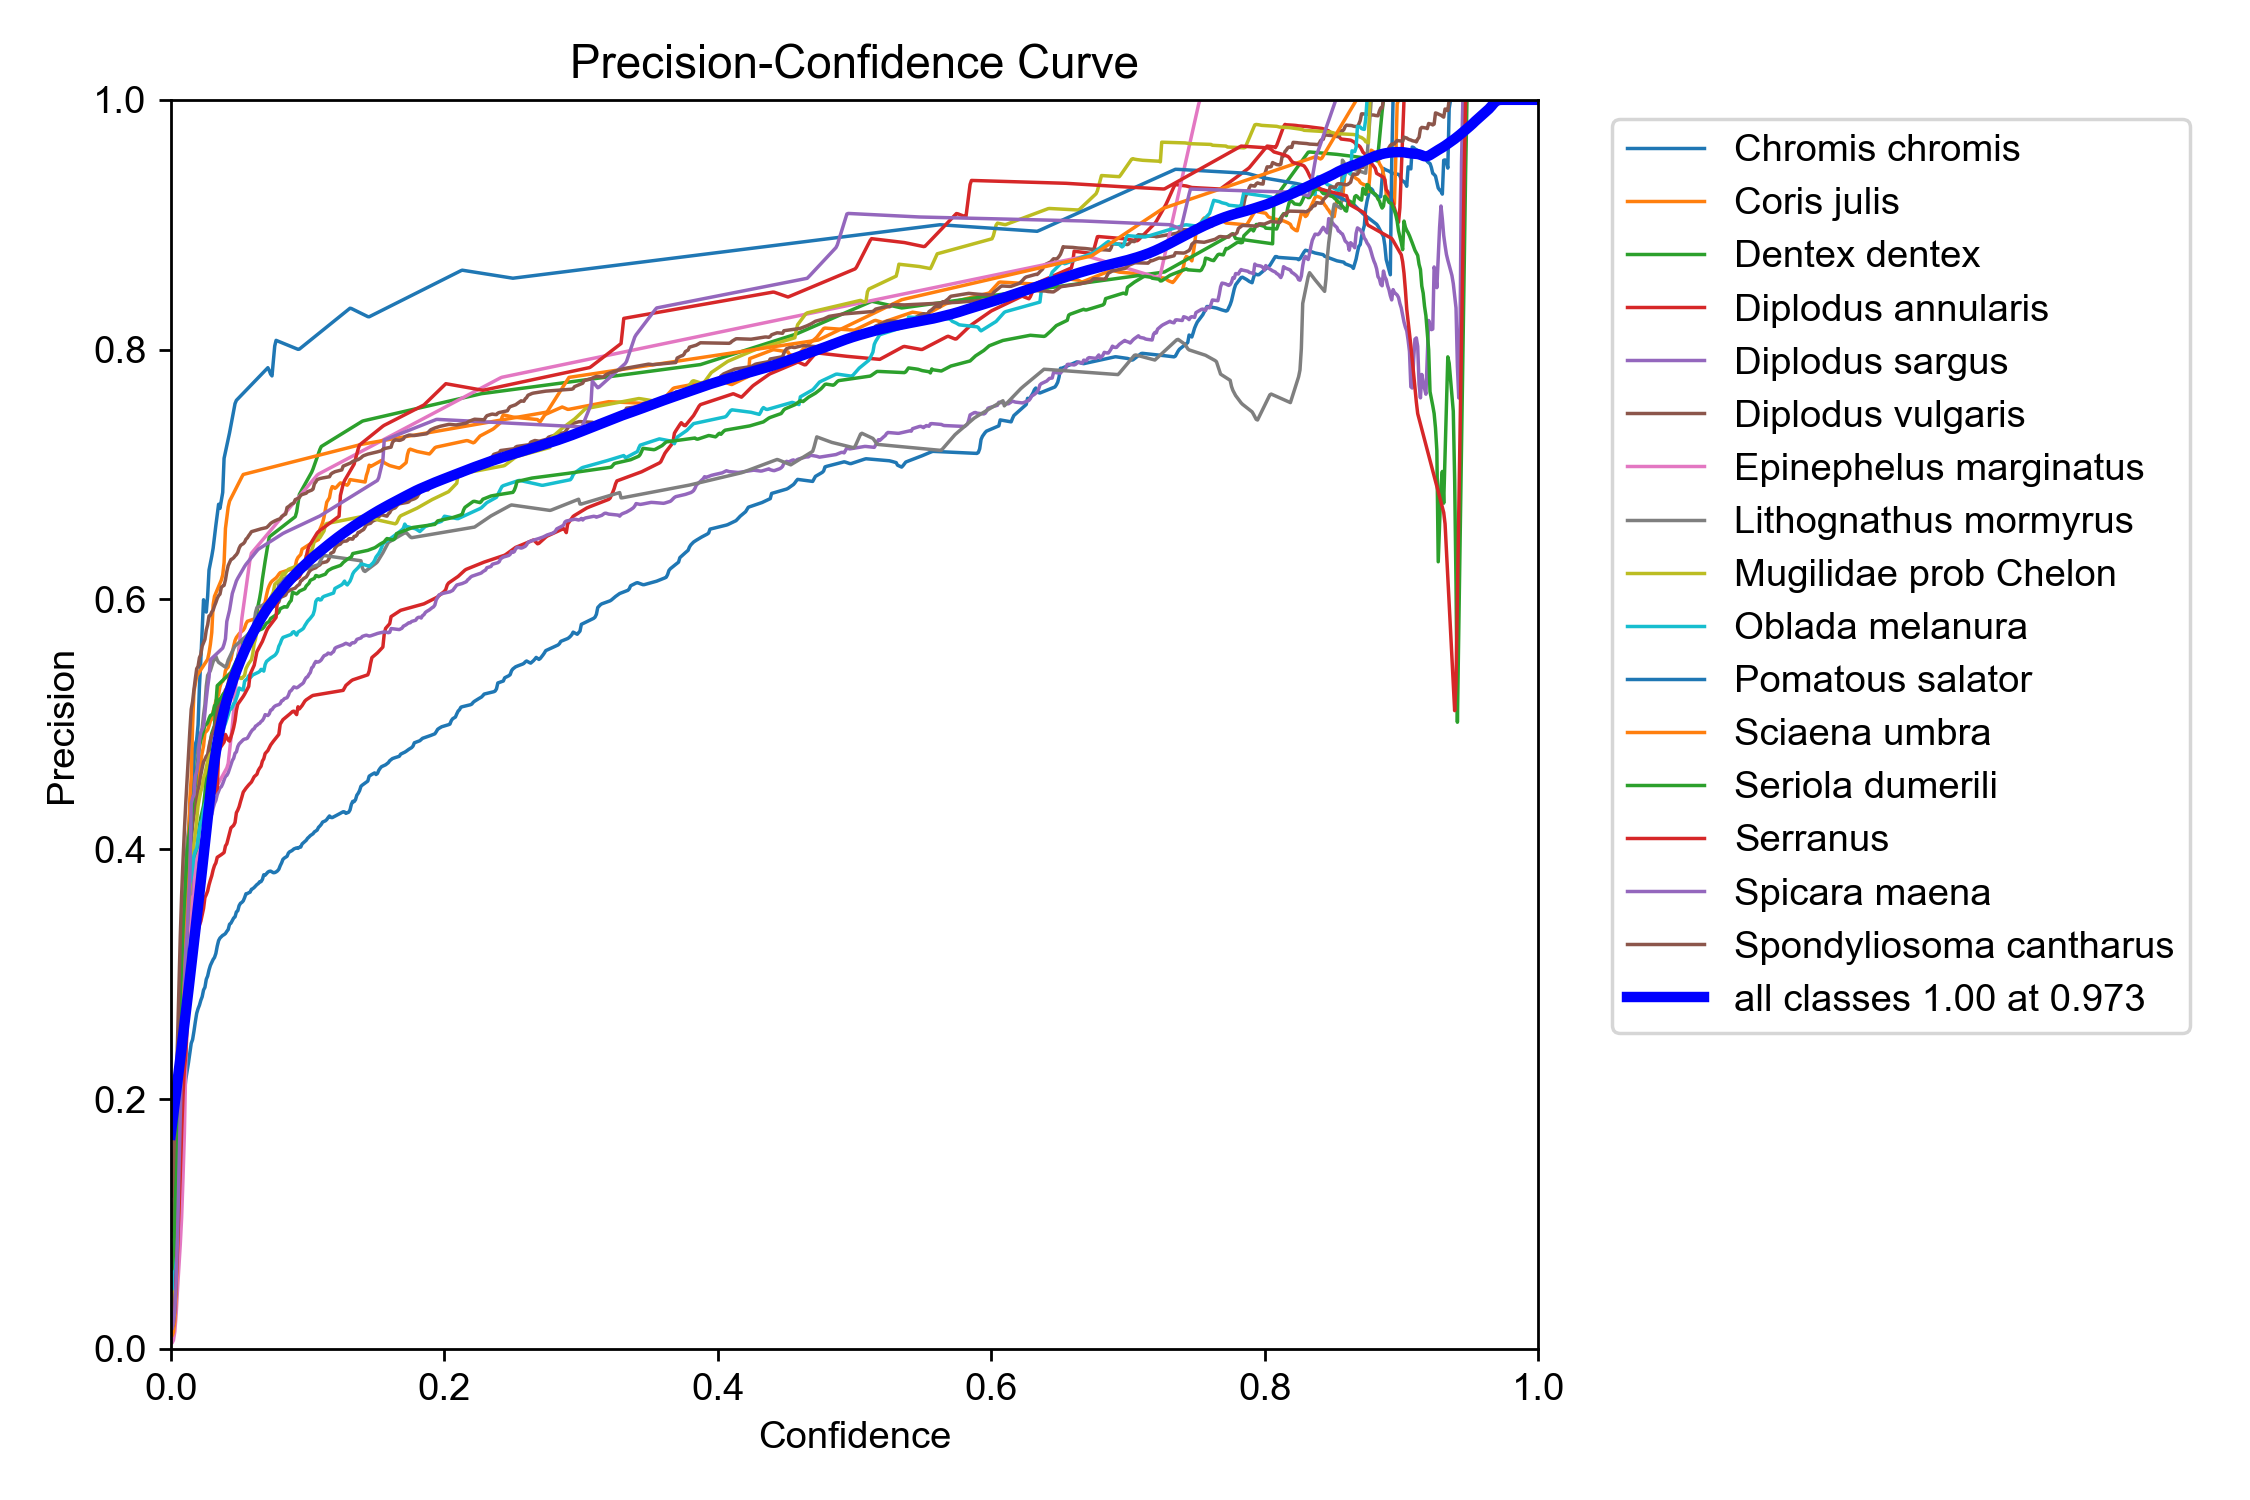 Precision-Confidence Curve
1.0
0.8
0.6
0.4
0.2
0.0
Precision
0.0 0.2 0.4 0.6 0.8 1.0
Confidence
Chromis chromis
Coris julis
Dentex dentex
Diplodus annularis
Diplodus sargus
Diplodus vulgaris
Epinephelus marginatus
Lithognathus mormyrus
Mugilidae prob Chelon
Oblada melanura
Pomatous salator
Sciaena umbra
Seriola dumerili
Serranus
Spicara maena
Spondyliosoma cantharus
all classes 1.00 at 0.973